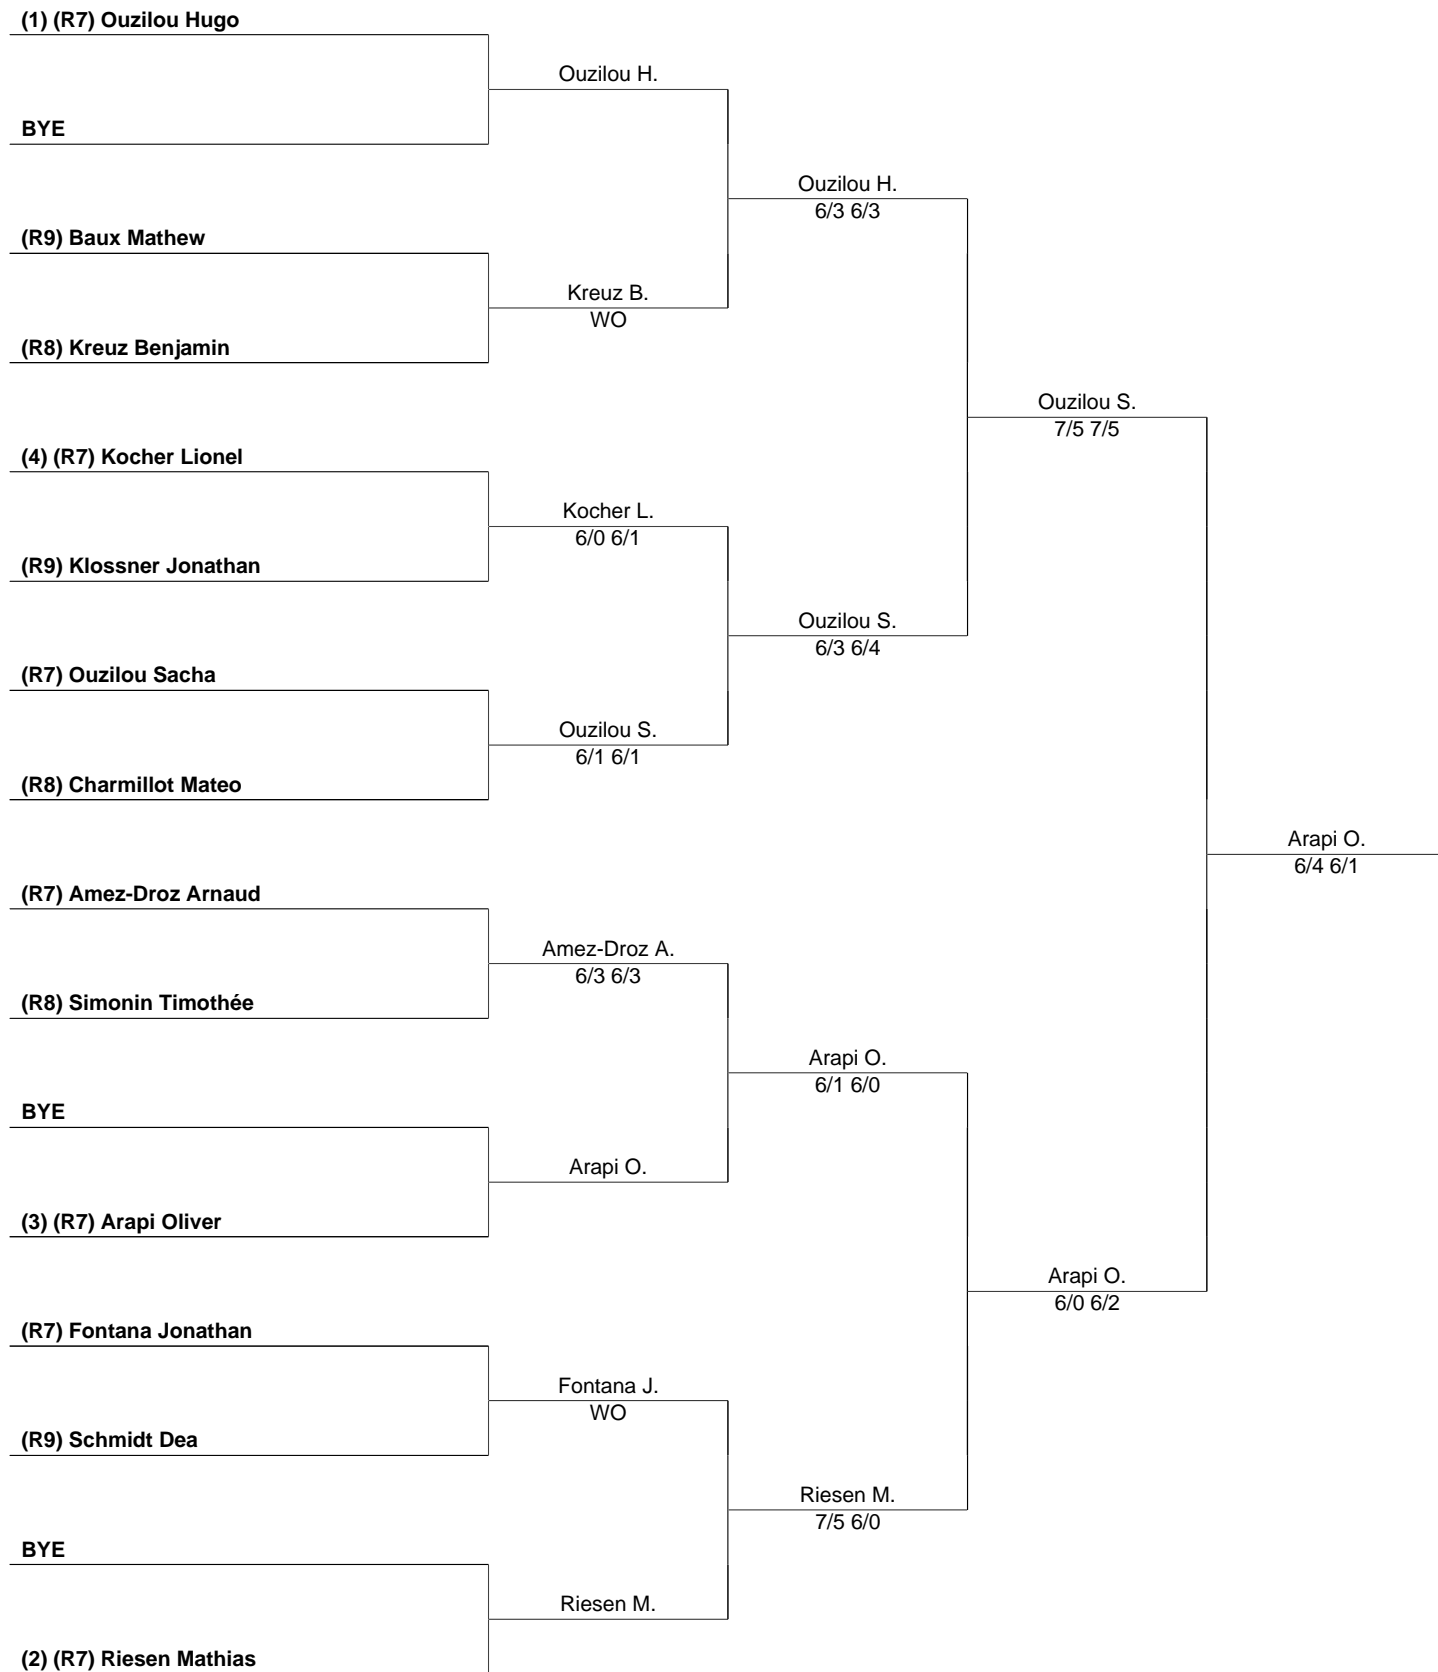 (1) (R7) Ouzilou Hugo
Ouzilou H.
BYE
Ouzilou H.
6/3 6/3
(R9) Baux Mathew
Kreuz B.
WO
(R8) Kreuz Benjamin
Ouzilou S.
7/5 7/5
(4) (R7) Kocher Lionel
Kocher L.
6/0 6/1
(R9) Klossner Jonathan
Ouzilou S.
6/3 6/4
(R7) Ouzilou Sacha
Ouzilou S.
6/1 6/1
(R8) Charmillot Mateo
Arapi O.
6/4 6/1
(R7) Amez-Droz Arnaud
Amez-Droz A.
6/3 6/3
(R8) Simonin Timothée
Arapi O.
6/1 6/0
BYE
Arapi O.
(3) (R7) Arapi Oliver
Arapi O.
6/0 6/2
(R7) Fontana Jonathan
Fontana J.
WO
(R9) Schmidt Dea
Riesen M.
7/5 6/0
BYE
Riesen M.
(2) (R7) Riesen Mathias